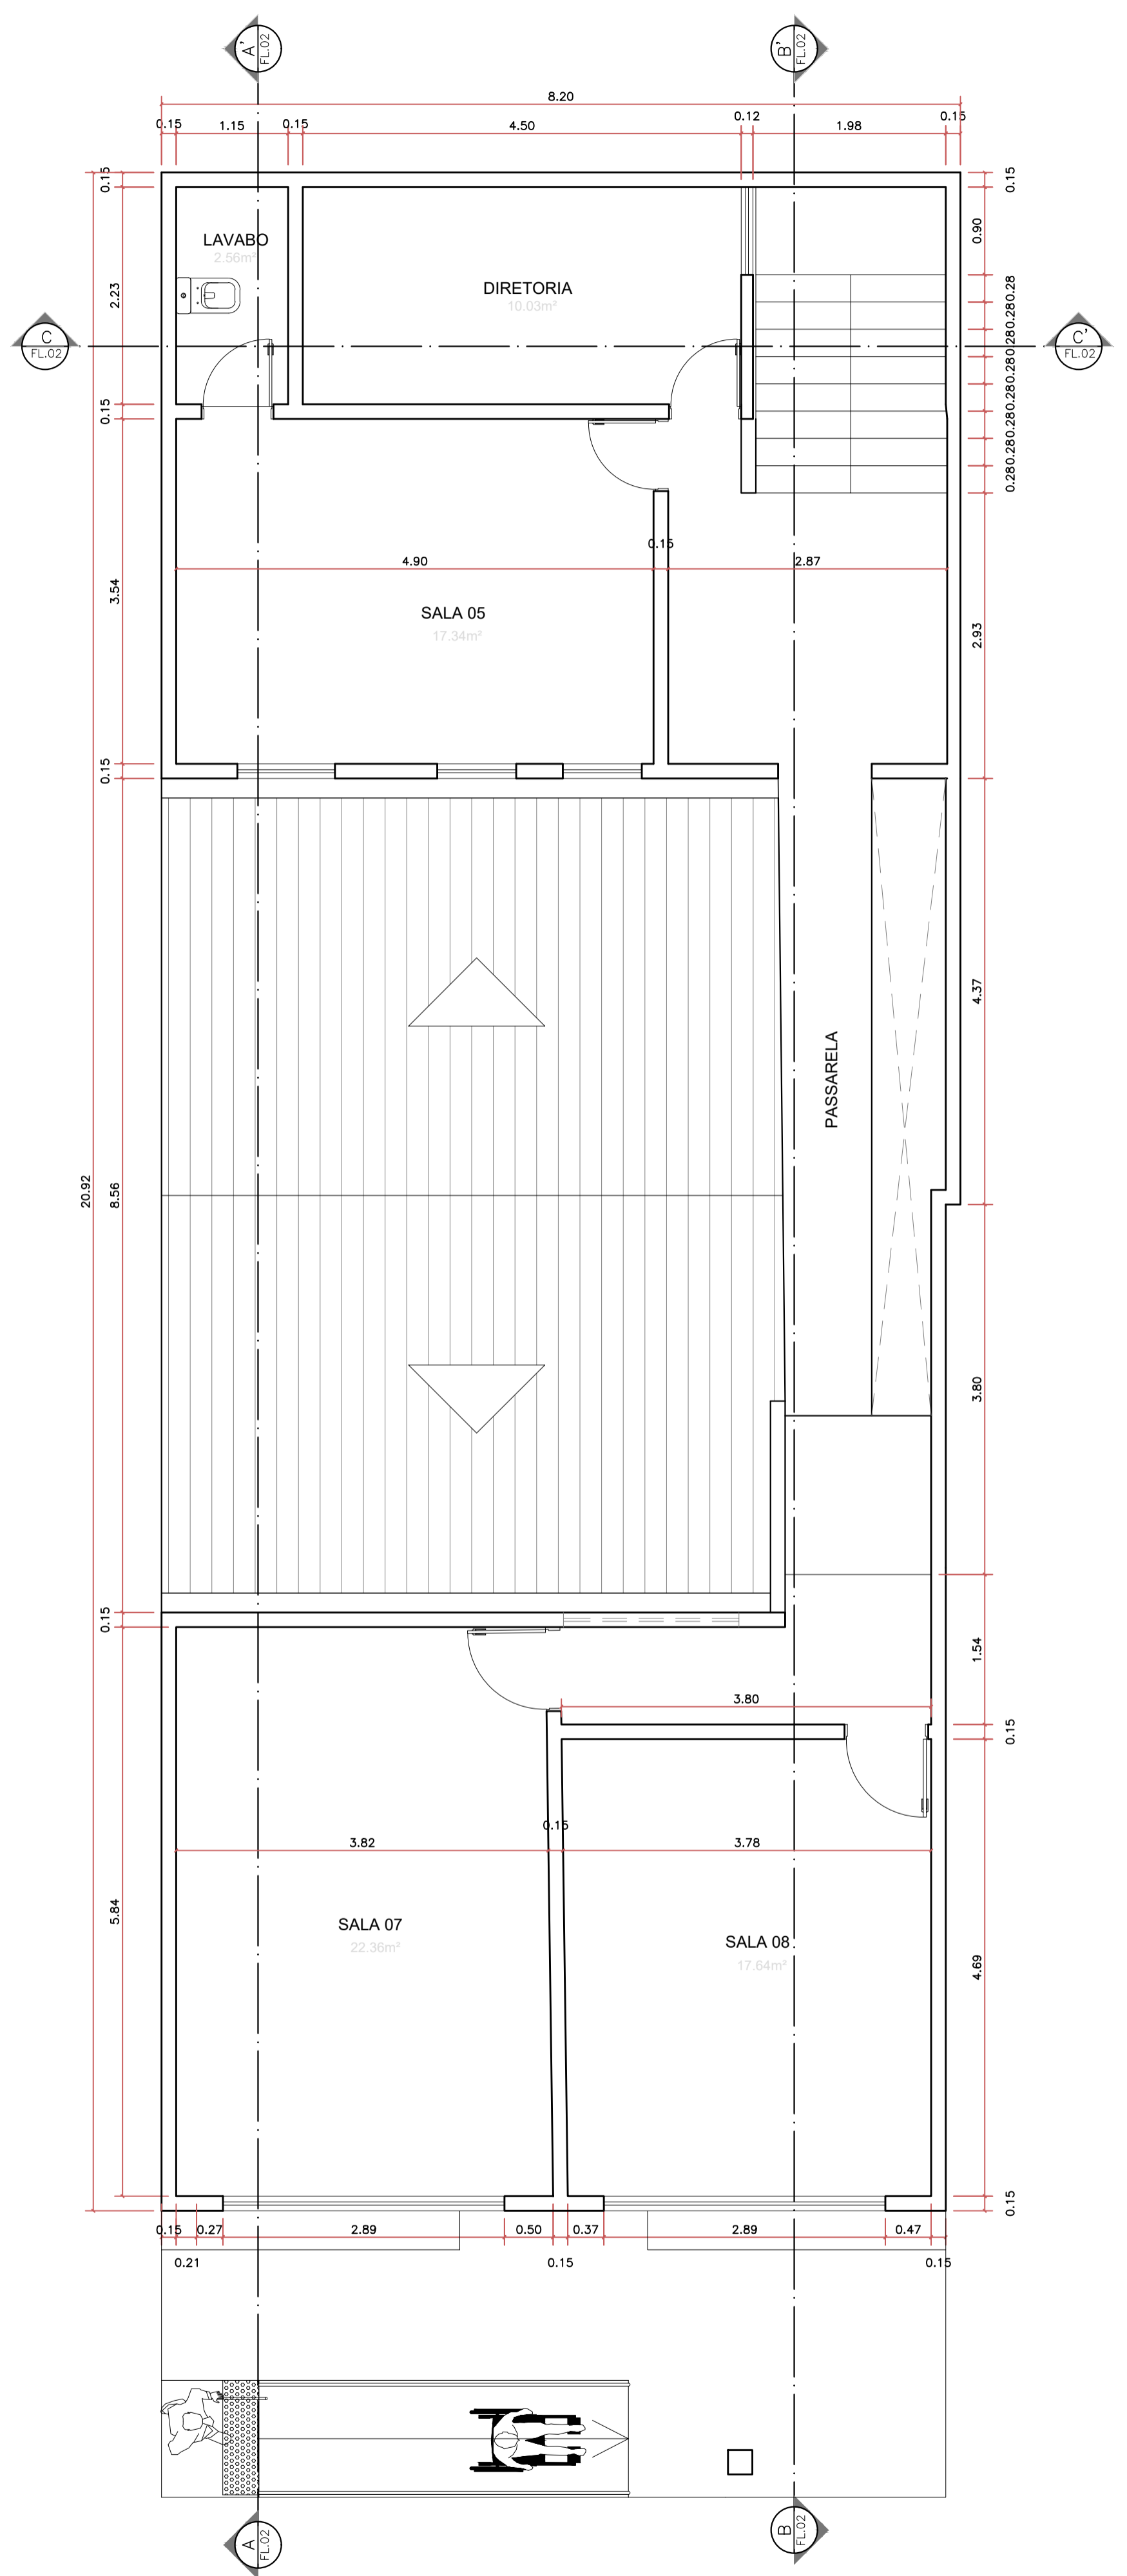 A'
FL.02
B'
FL.02
8.20
0.15
1.15
0.15
4.50
0.12
1.98
0.15
0.15
0.15
LAVABO
2.56m²
0.90
2.23
DIRETORIA
10.03m²
C
FL.02
C'
FL.02
0.280.280.280.280.280.280.280.28
0.15
0.15
4.90
2.87
3.54
SALA 05
17.34m²
2.93
0.15
4.37
PASSARELA
20.92
8.56
3.80
0.15
1.54
3.80
0.15
0.15
3.82
3.78
5.84
SALA 07
22.36m²
SALA 08
17.64m²
4.69
0.15
0.15
0.27
2.89
0.50
0.37
2.89
0.47
0.21
0.15
0.15
A
FL.02
B
FL.02